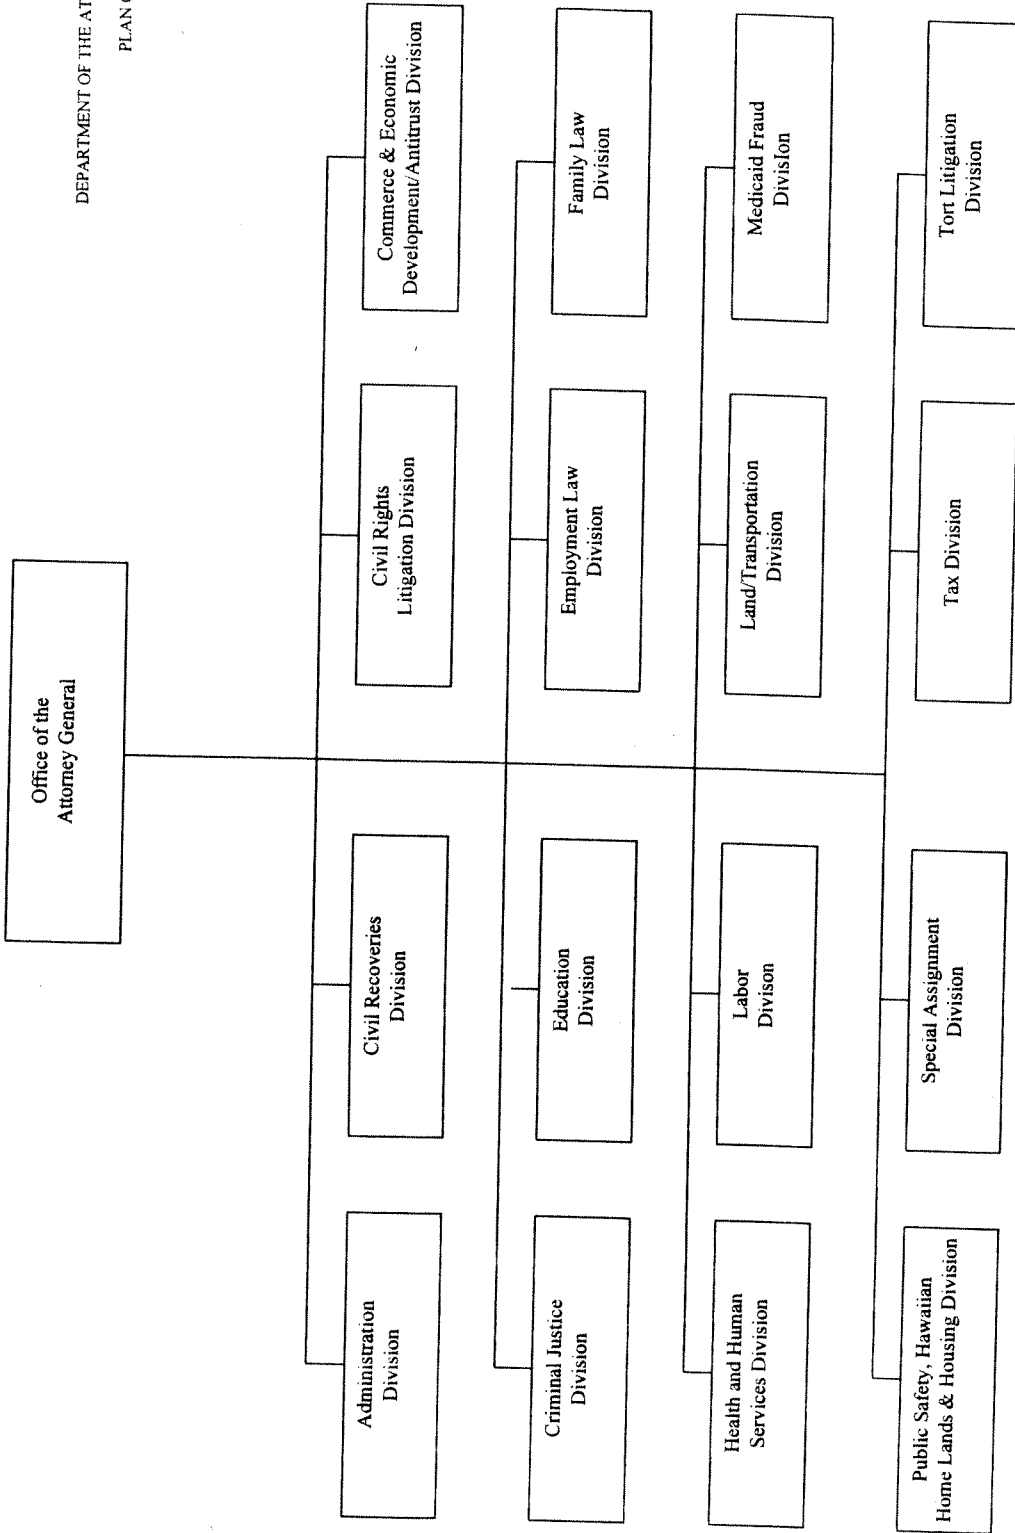 DEPARTMENT OF THE AT
PLAN
Office of the
Attorney General
Administration
Division
Civil Recoveries
Division
Civil Rights
Litigation Division
Commerce & Economic
Development/Antitrust Division
Criminal Justice
Division
Education
Division
Employment Law
Division
Family Law
Division
Health and Human
Services Division
Labor
Divison
Land/Transportation
Division
Medicaid Fraud
Division
Public Safety, Hawaiian
Home Lands & Housing Division
Special Assignment
Division
Tax Division
Tort Litigation
Division